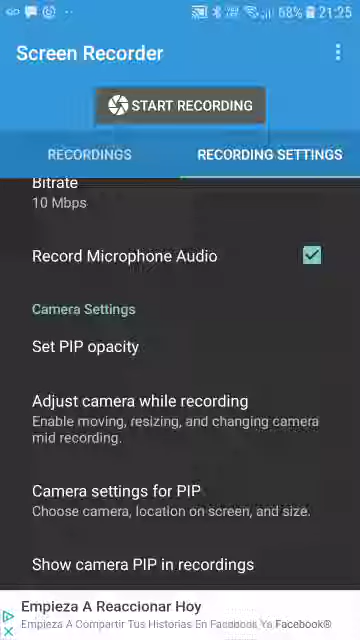 68% 21:25
Screen Recorder
START RECORDING
RECORDINGS
RECORDING SETTINGS
Bitrate
10 Mbps
Record Microphone Audio
Camera Settings
Set PIP opacity
Adjust camera while recording
Enable moving, resizing, and changing camera
mid recording.
Camera settings for PIP
Choose camera, location on screen, and size.
Show camera PIP in recordings
Empieza A Reaccionar Hoy
Empieza A Compartir Tus Historias En Facebook Ya Facebook®